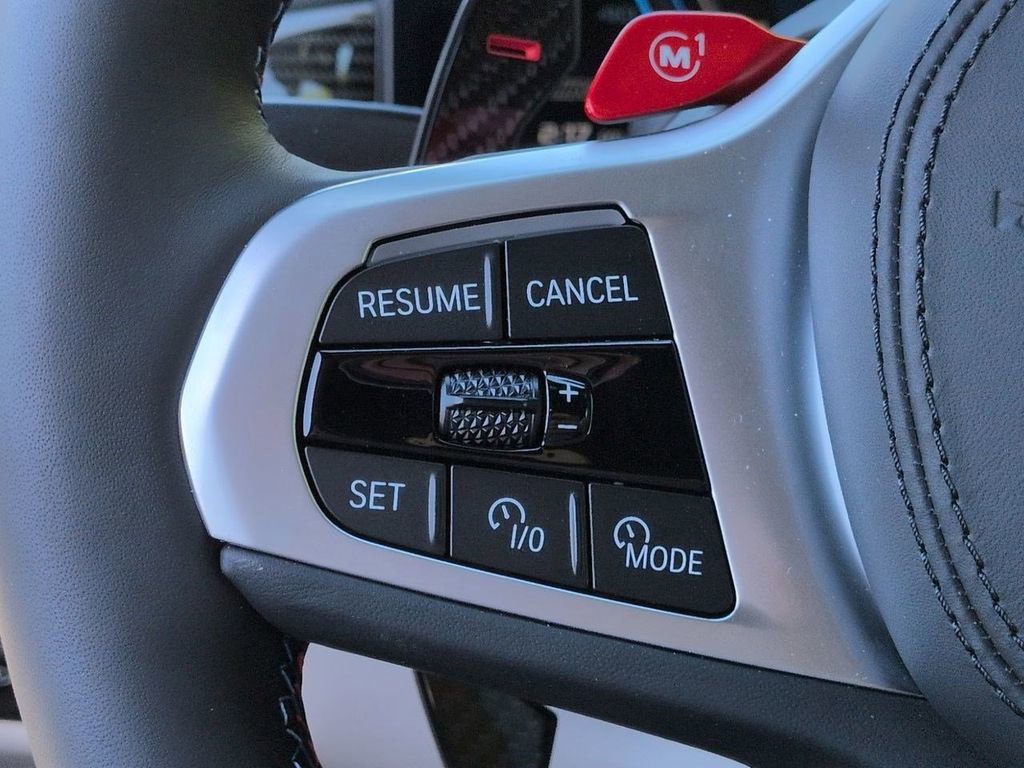 M1
RESUME
CANCEL
+
−
SET
I/O
MODE